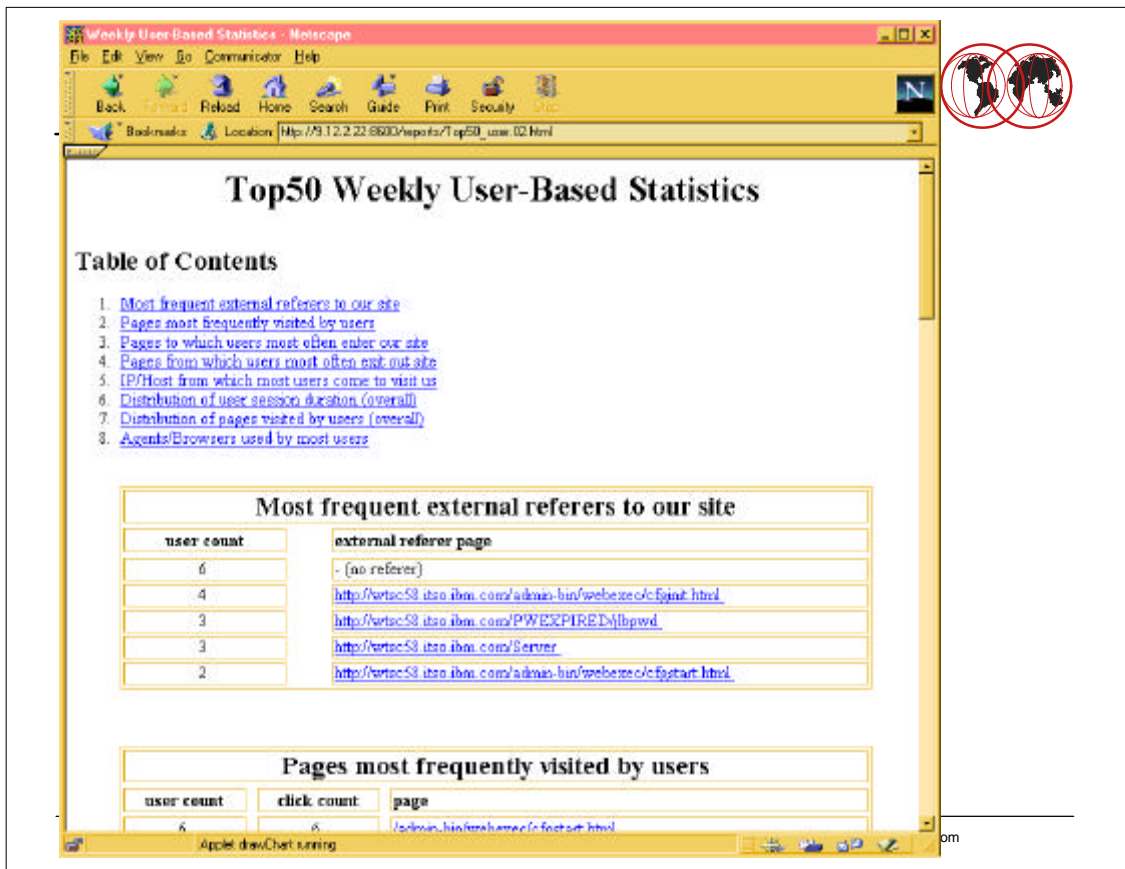 Weekly User-Based Statistics - Netscape
File Edit View Go Communicator Help
Back Forward Reload Home Search Guide Print Security Stop
N
Bookmarks Location: http://9.12.2.22:8600/reports/Top50_user.02.html
Top50 Weekly User-Based Statistics
Table of Contents
1. Most frequent external referers to our site
2. Pages most frequently visited by users
3. Pages to which users most often enter our site
4. Pages from which users most often exit out site
5. IP/Host from which most users come to visit us
6. Distribution of user session duration (overall)
7. Distribution of pages visited by users (overall)
8. Agents/Browsers used by most users
Most frequent external referers to our site
user count external referer page
6 - (no referer)
4 http://wtsc58.itso.ibm.com/admin-bin/webexec/cfginit.html
3 http://wtsc58.itso.ibm.com/PWEXPIRED/jlbpwd
3 http://wtsc58.itso.ibm.com/Server
2 http://wtsc58.itso.ibm.com/admin-bin/webexec/cfgstart.html
Pages most frequently visited by users
user count click count page
6 6 /admin-bin/webexec/cfgstart.html
Applet drawChart running
om